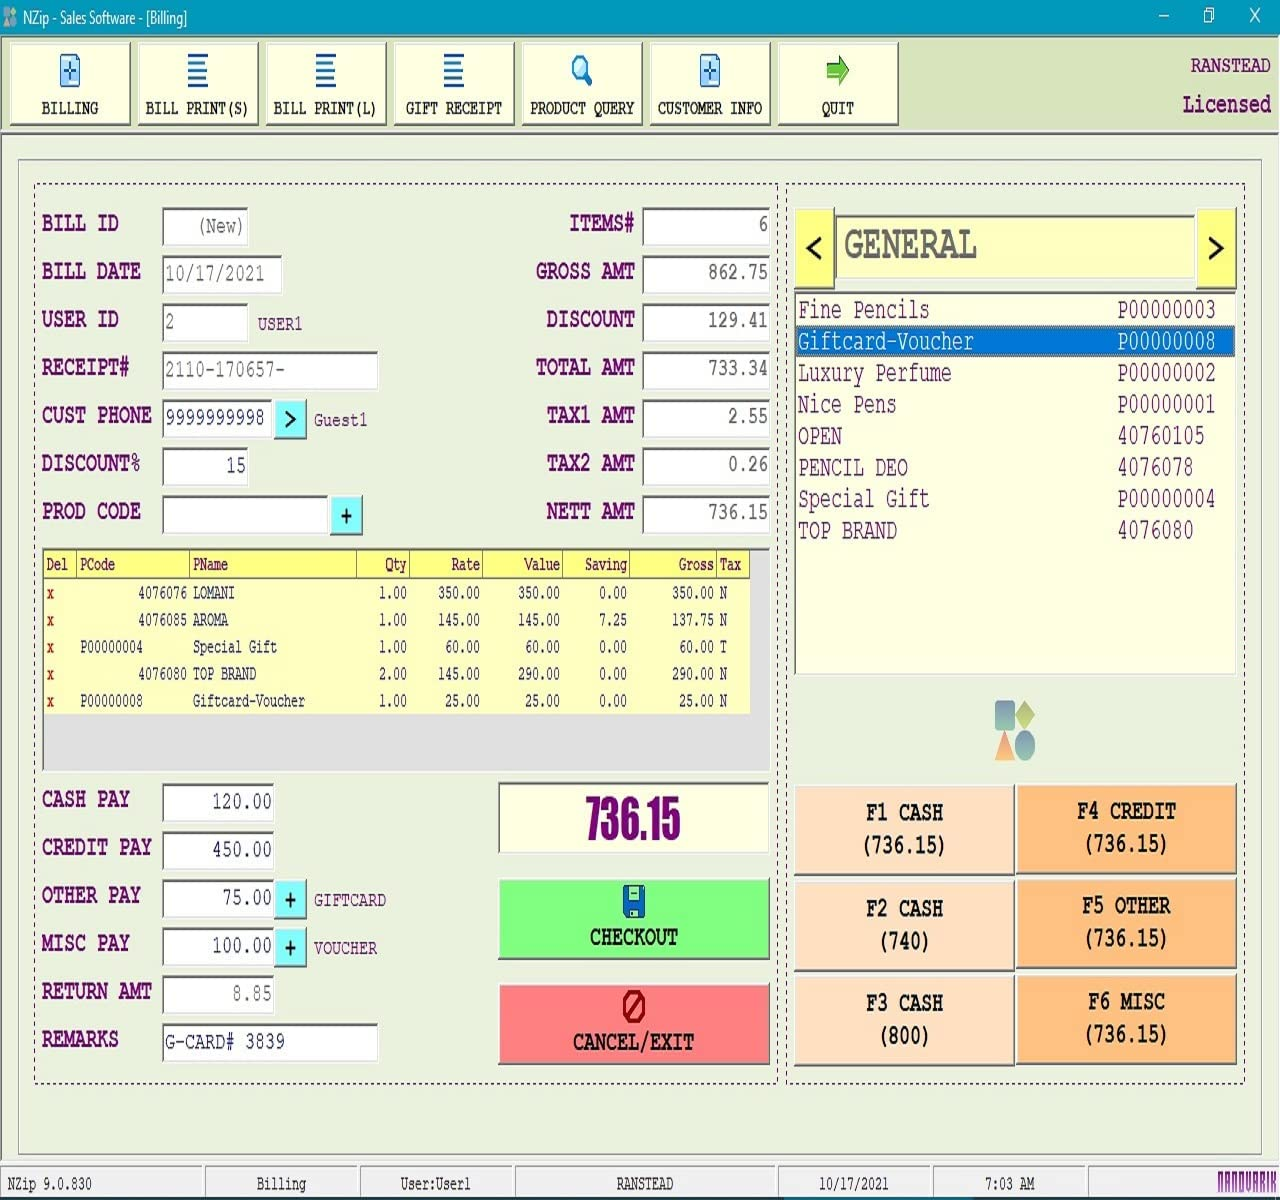 NZip - Sales Software - [Billing]
BILLING
BILL PRINT(S)
BILL PRINT(L)
GIFT RECEIPT
PRODUCT QUERY
CUSTOMER INFO
QUIT
RANSTEAD
Licensed
BILL ID (New)
BILL DATE 10/17/2021
USER ID 2 USER1
RECEIPT# 2110-170657-
CUST PHONE 9999999998 > Guest1
DISCOUNT% 15
PROD CODE +
ITEMS# 6
GROSS AMT 862.75
DISCOUNT 129.41
TOTAL AMT 733.34
TAX1 AMT 2.55
TAX2 AMT 0.26
NETT AMT 736.15
Del PCode PName Qty Rate Value Saving Gross Tax
x 4076076 LOMANI 1.00 350.00 350.00 0.00 350.00 N
x 4076085 AROMA 1.00 145.00 145.00 7.25 137.75 N
x P00000004 Special Gift 1.00 60.00 60.00 0.00 60.00 T
x 4076080 TOP BRAND 2.00 145.00 290.00 0.00 290.00 N
x P00000008 Giftcard-Voucher 1.00 25.00 25.00 0.00 25.00 N
CASH PAY 120.00
CREDIT PAY 450.00
OTHER PAY 75.00 + GIFTCARD
MISC PAY 100.00 + VOUCHER
RETURN AMT 8.85
REMARKS G-CARD# 3839
736.15
CHECKOUT
CANCEL/EXIT
< GENERAL >
Fine Pencils P00000003
Giftcard-Voucher P00000008
Luxury Perfume P00000002
Nice Pens P00000001
OPEN 40760105
PENCIL DEO 4076078
Special Gift P00000004
TOP BRAND 4076080
F1 CASH
(736.15)
F4 CREDIT
(736.15)
F2 CASH
(740)
F5 OTHER
(736.15)
F3 CASH
(800)
F6 MISC
(736.15)
NZip 9.0.830
Billing
User:User1
RANSTEAD
10/17/2021
7:03 AM
NANDVARIK